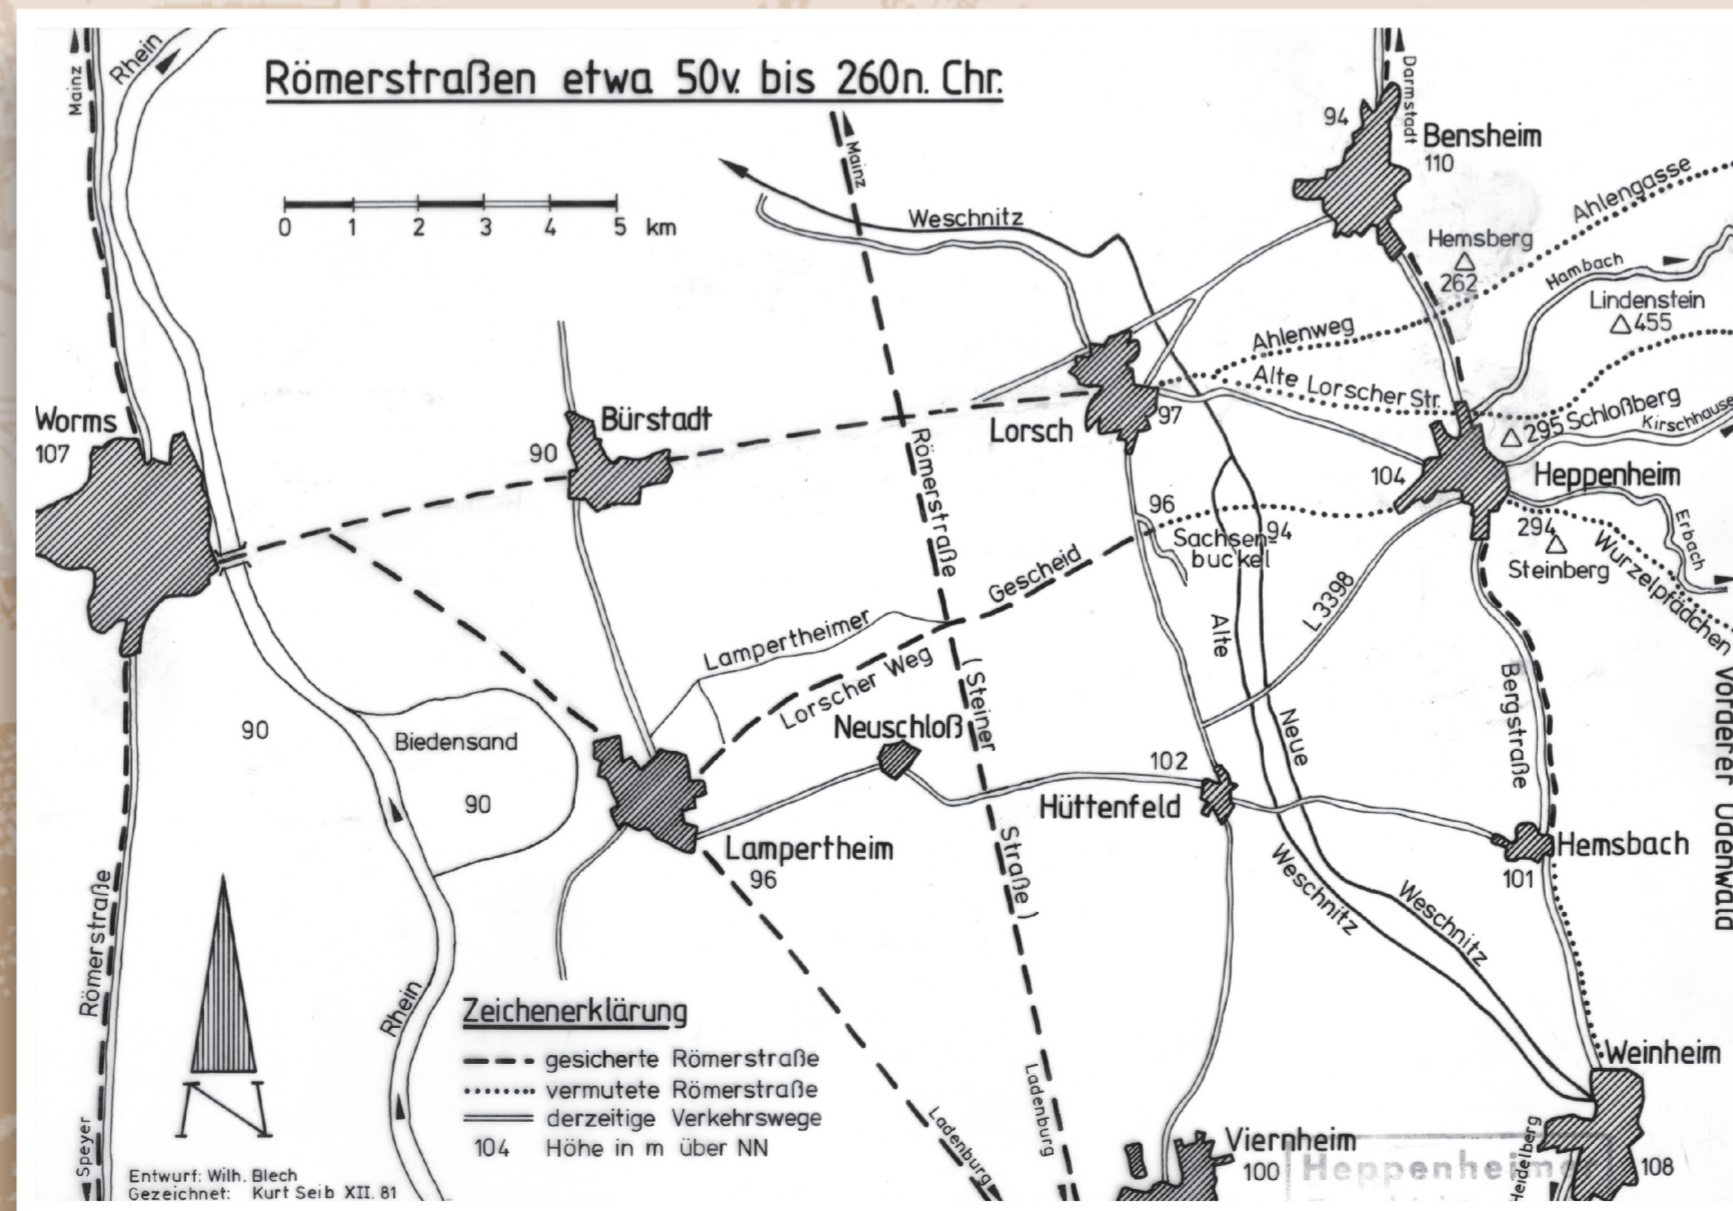 Römerstraßen etwa 50v. bis 260n. Chr.
Mainz
Rhein
0 1 2 3 4 5 km
Mainz
Weschnitz
Darmstadt
94
Bensheim
110
Ahlengasse
Hemsberg
262
Hambach
Lindenstein
455
Ahlenweg
Alte Lorscher Str.
295 Schloßberg
Kirschhause
Worms
107
Bürstadt
90
Lorsch
97
104
Heppenheim
Römerstraße
96
Sachsen-
buckel
94
294
Steinberg
Erbach
Wurzelpfädchen
Gescheid
L3398
Alte
Lampertheimer
Lorscher Weg
(Steiner
Neuschloß
Neue
Bergstraße
Vorderer Odenwald
90
Biedensand
90
102
Hüttenfeld
Hemsbach
101
Lampertheim
96
Straße)
Weschnitz
Weschnitz
Römerstraße
Rhein
Zeichenerklärung
gesicherte Römerstraße
vermutete Römerstraße
derzeitige Verkehrswege
104 Höhe in m über NN
Ladenburg
Ladenburg
Weinheim
108
Heidelberg
Viernheim
100
Heppenheim
Speyer
Entwurf: Wilh. Blech
Gezeichnet: Kurt Seib XII. 81